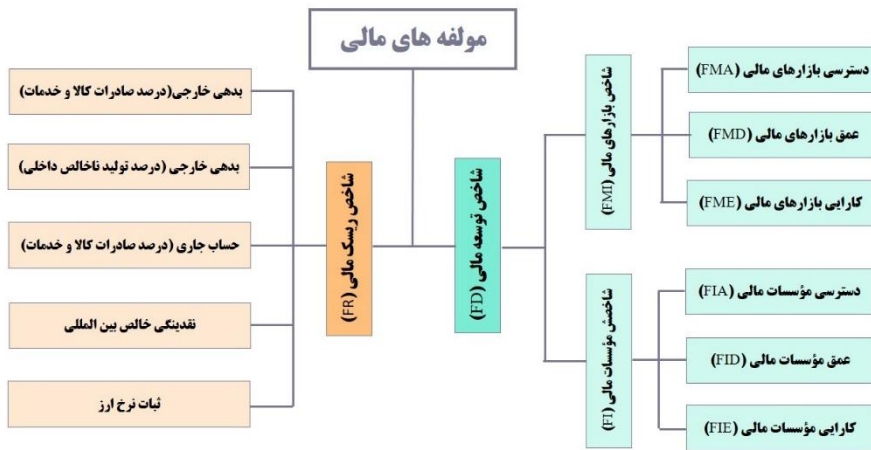 مولفه های مالی
شاخص توسعه مالی (FD)
شاخص بازارهای مالی (FMI)
دسترسی بازارهای مالی (FMA)
عمق بازارهای مالی (FMD)
کارایی بازارهای مالی (FME)
شاخصش مؤسسات مالی (FI)
دسترسی مؤسسات مالی (FIA)
عمق مؤسسات مالی (FID)
کارایی مؤسسات مالی (FIE)
شاخص ریسک مالی (FR)
بدهی خارجی(درصد صادرات کالا و خدمات)
بدهی خارجی (درصد تولید ناخالص داخلی)
حساب جاری (درصد صادرات کالا و خدمات)
نقدینگی خالص بین المللی
ثبات نرخ ارز